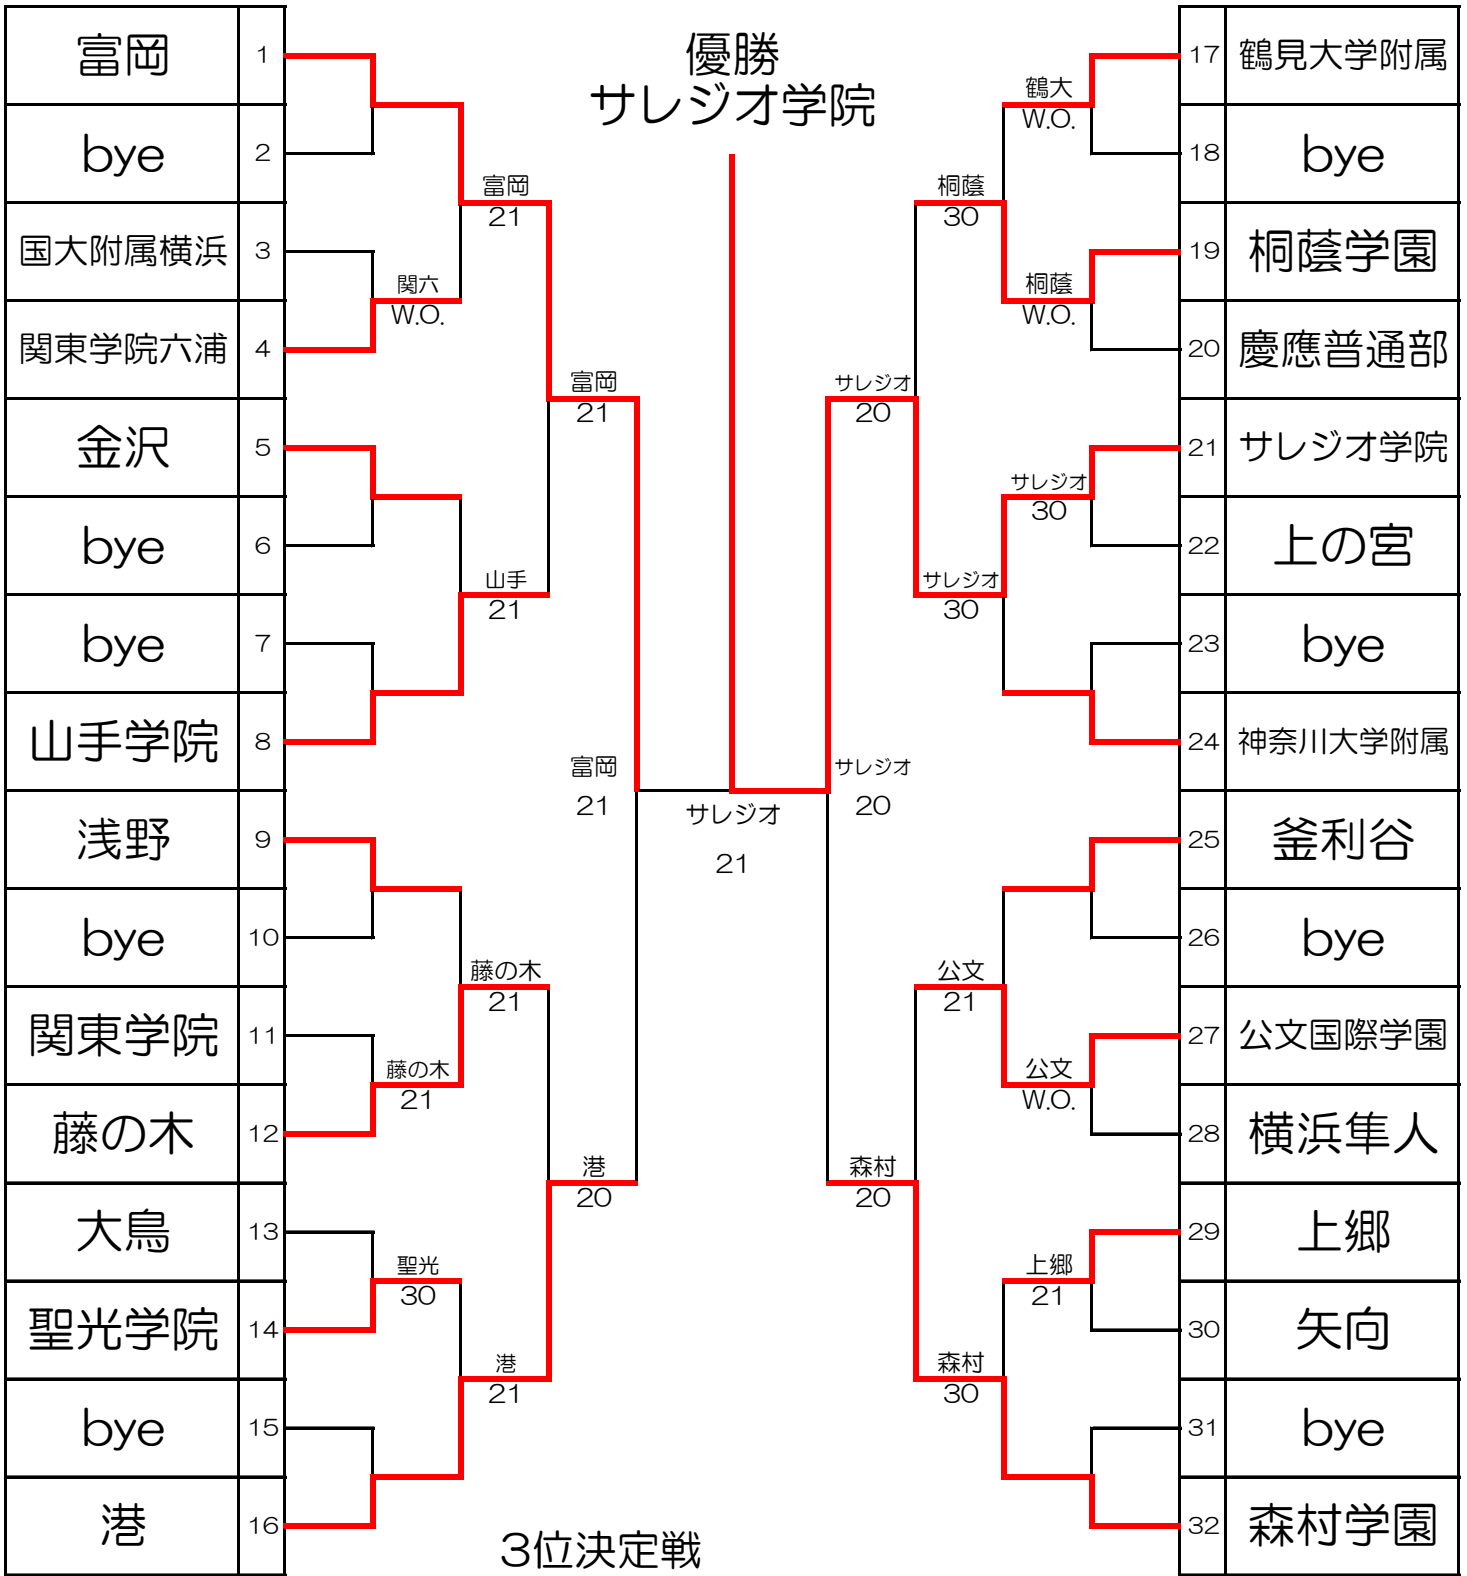 優勝
サレジオ学院
富岡 1
bye 2
国大附属横浜 3
関東学院六浦 4
金沢 5
bye 6
bye 7
山手学院 8
浅野 9
bye 10
関東学院 11
藤の木 12
大鳥 13
聖光学院 14
bye 15
港 16
関六
W.O.
藤の木
21
聖光
30
富岡
21
山手
21
藤の木
21
港
21
富岡
21
港
20
富岡
21
サレジオ
21
サレジオ
20
サレジオ
20
森村
20
桐蔭
30
サレジオ
30
公文
21
森村
30
鶴大
W.O.
桐蔭
W.O.
サレジオ
30
公文
W.O.
上郷
21
17 鶴見大学附属
18 bye
19 桐蔭学園
20 慶應普通部
21 サレジオ学院
22 上の宮
23 bye
24 神奈川大学附属
25 釜利谷
26 bye
27 公文国際学園
28 横浜隼人
29 上郷
30 矢向
31 bye
32 森村学園
3位決定戦